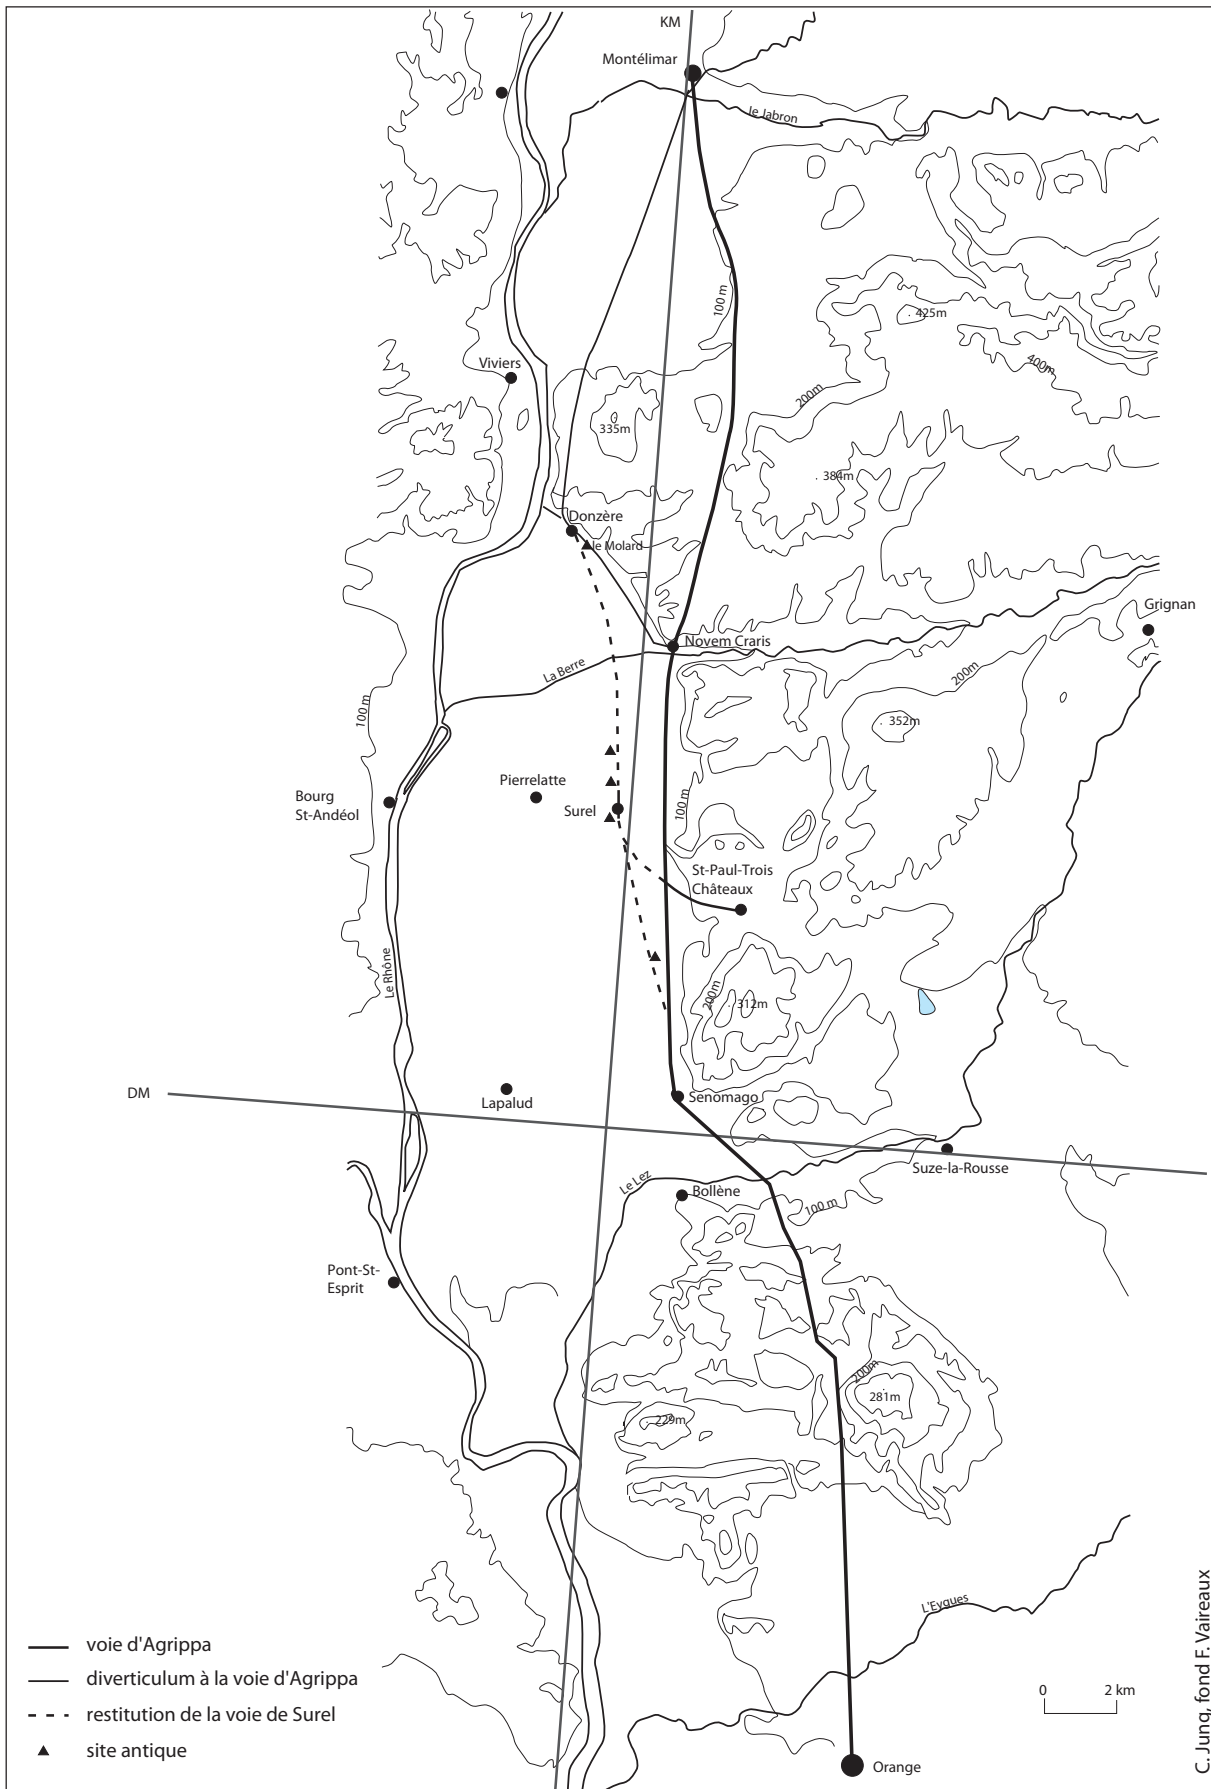 KM
Montélimar
le Jabron
100 m
425m
400m
200m
Viviers
335m
384m
Donzère
le Molard
Grignan
Novem Craris
La Berre
200m
100 m
352m
Pierrelatte
Bourg
St-Andéol
Surel
100 m
St-Paul-Trois
Châteaux
Le Rhône
200m
312m
DM
Lapalud
Senomago
Suze-la-Rousse
Le Lez
Bollène
100 m
Pont-St-
Esprit
200m
281m
229m
L'Eygues
voie d'Agrippa
diverticulum à la voie d'Agrippa
restitution de la voie de Surel
site antique
0 2 km
Orange
C. Jung, fond F. Vaireaux